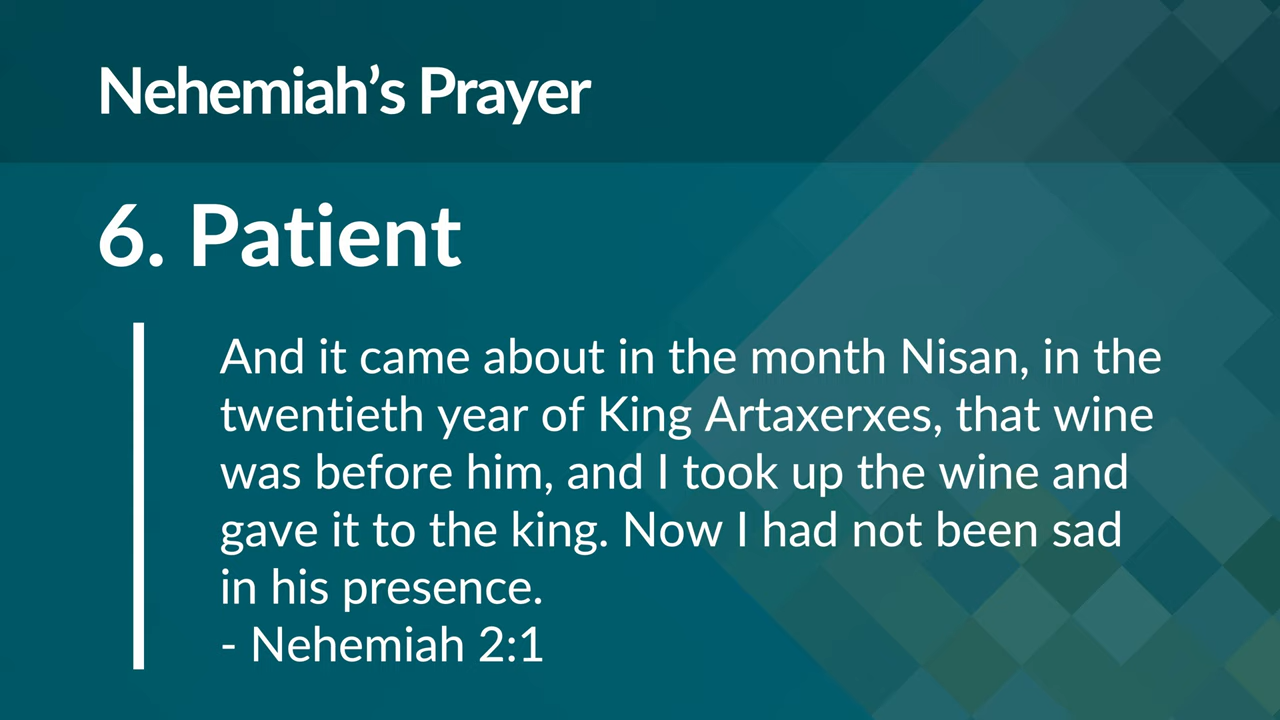 Nehemiah’s Prayer
6. Patient
And it came about in the month Nisan, in the
twentieth year of King Artaxerxes, that wine
was before him, and I took up the wine and
gave it to the king. Now I had not been sad
in his presence.
- Nehemiah 2:1